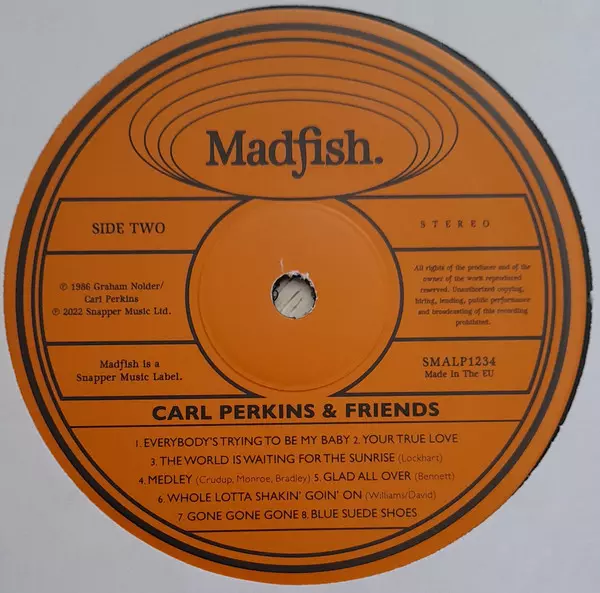 Madfish.
SIDE TWO
STEREO
℗ 1986 Graham Nolder/
Carl Perkins
℗ 2022 Snapper Music Ltd.
All rights of the producer and of the
owner of the work reproduced
reserved. Unauthorized copying,
hiring, lending, public performance
and broadcasting of this recording
prohibited.
Madfish is a
Snapper Music Label.
SMALP1234
Made in The EU
CARL PERKINS & FRIENDS
1. EVERYBODY'S TRYING TO BE MY BABY 2. YOUR TRUE LOVE
3. THE WORLD IS WAITING FOR THE SUNRISE (Lockhart)
4. MEDLEY (Crudup, Monroe, Bradley) 5. GLAD ALL OVER (Bennett)
6. WHOLE LOTTA SHAKIN' GOIN' ON (Williams/David)
7. GONE GONE GONE 8. BLUE SUEDE SHOES